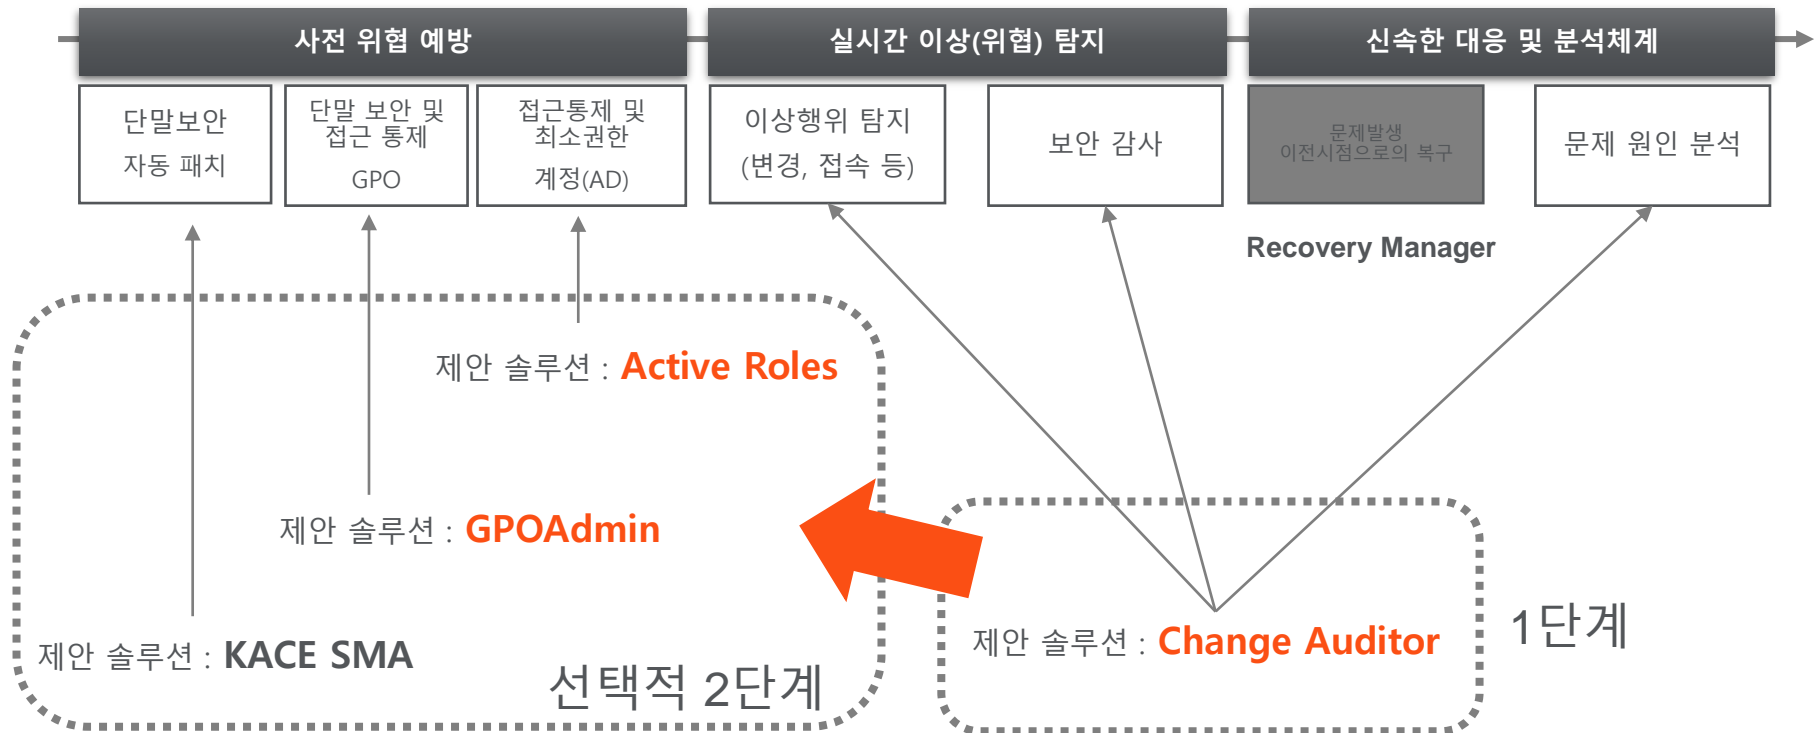 사전 위협 예방
실시간 이상(위협) 탐지
신속한 대응 및 분석체계
단말보안
자동 패치
단말 보안 및
접근 통제
GPO
접근통제 및
최소권한
계정(AD)
이상행위 탐지
(변경, 접속 등)
보안 감사
문제발생
이전시점으로의 복구
문제 원인 분석
Recovery Manager
제안 솔루션 : Active Roles
제안 솔루션 : GPOAdmin
제안 솔루션 : KACE SMA
선택적 2단계
제안 솔루션 : Change Auditor
1단계